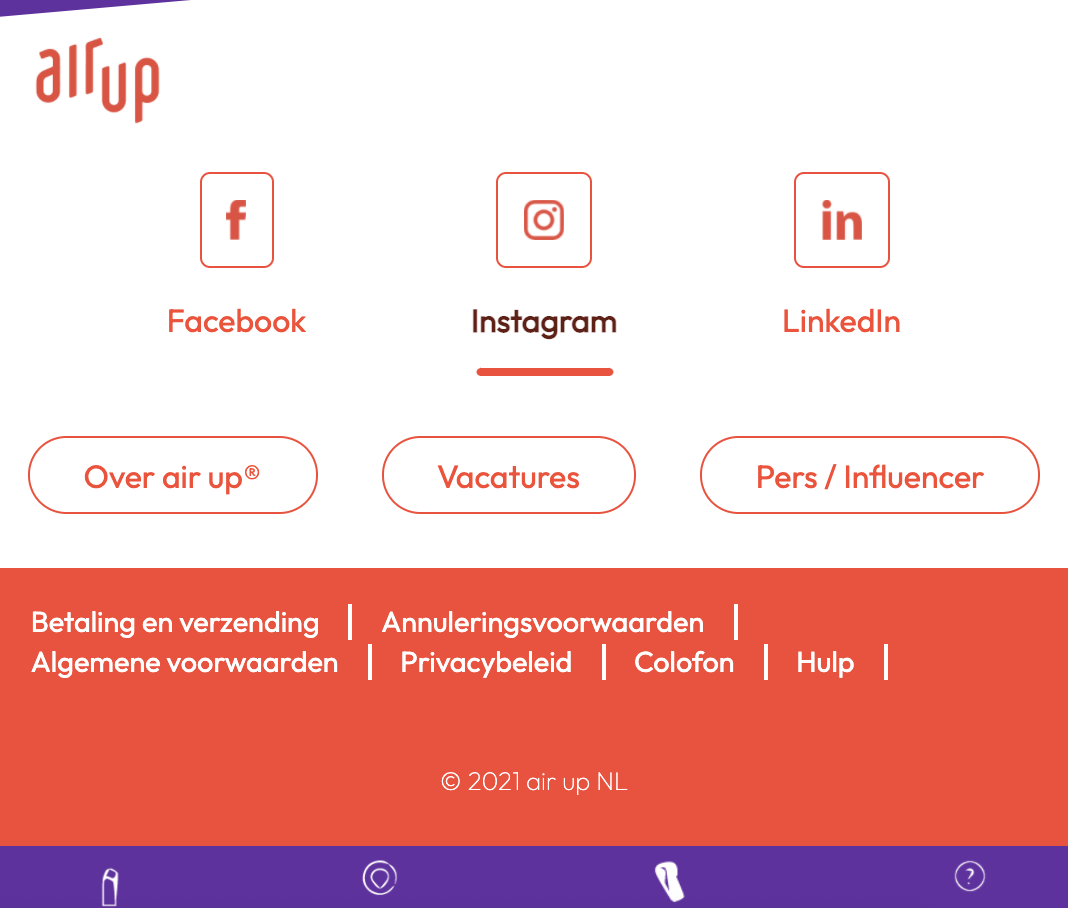 air up
Facebook
Instagram
LinkedIn
Over air up®
Vacatures
Pers / Influencer
Betaling en verzending | Annuleringsvoorwaarden |
Algemene voorwaarden | Privacybeleid | Colofon | Hulp |
© 2021 air up NL